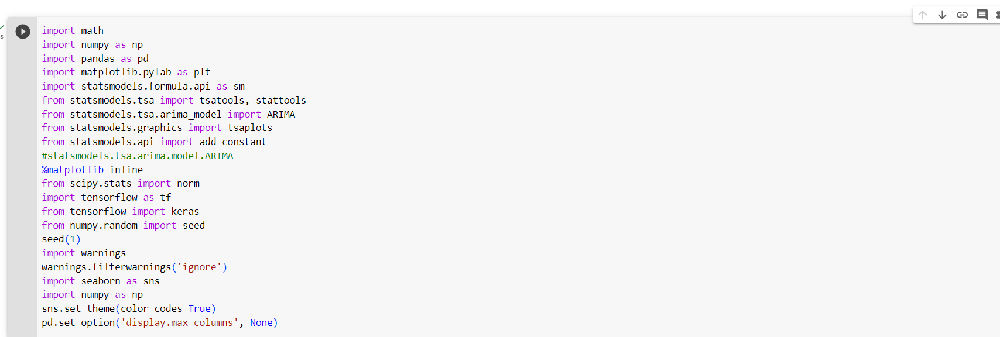 import math
import numpy as np
import pandas as pd
import matplotlib.pylab as plt
import statsmodels.formula.api as sm
from statsmodels.tsa import tsatools, stattools
from statsmodels.tsa.arima_model import ARIMA
from statsmodels.graphics import tsaplots
from statsmodels.api import add_constant
#statsmodels.tsa.arima.model.ARIMA
%matplotlib inline
from scipy.stats import norm
import tensorflow as tf
from tensorflow import keras
from numpy.random import seed
seed(1)
import warnings
warnings.filterwarnings('ignore')
import seaborn as sns
import numpy as np
sns.set_theme(color_codes=True)
pd.set_option('display.max_columns', None)